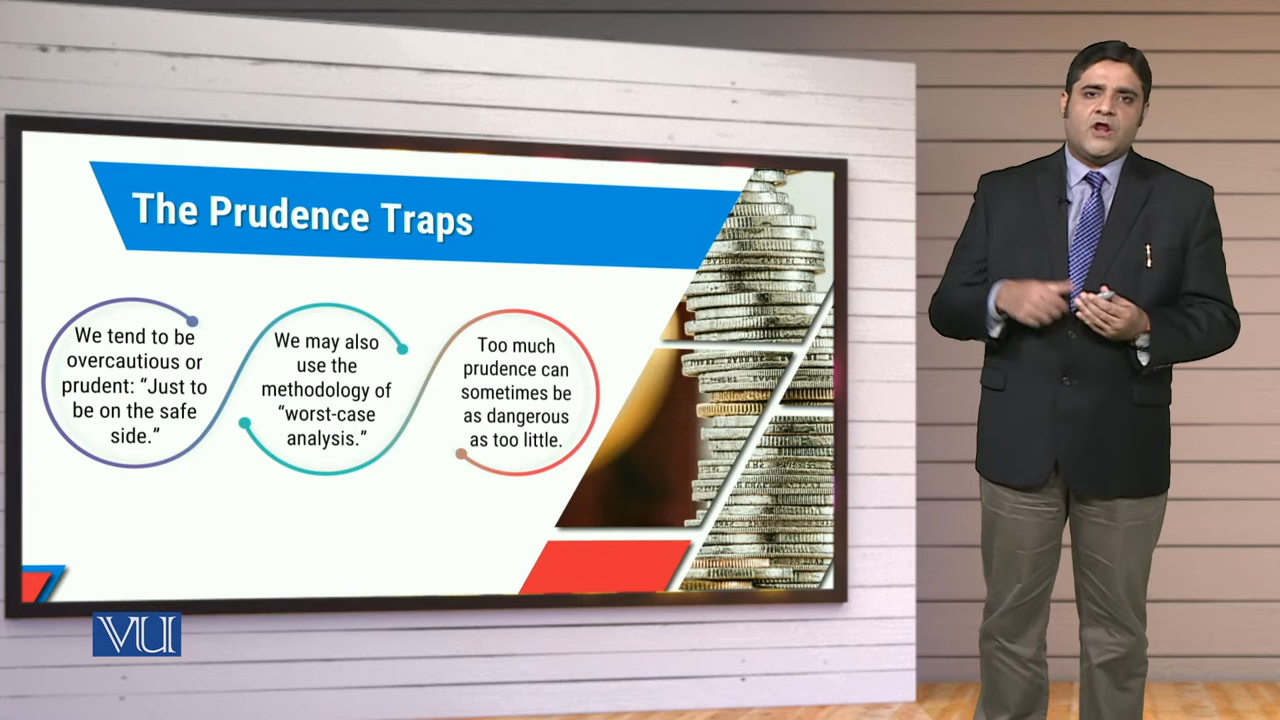 The Prudence Traps
We tend to be
overcautious or
prudent: “Just to
be on the safe
side.”
We may also
use the
methodology of
“worst-case
analysis.”
Too much
prudence can
sometimes be
as dangerous
as too little.
VU